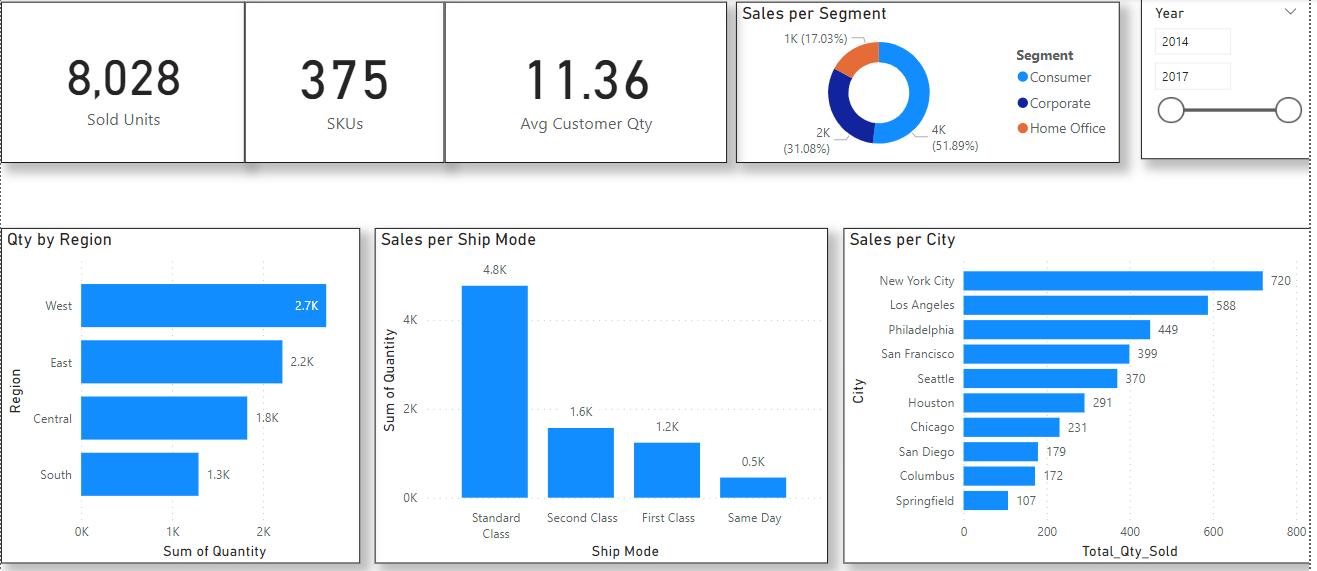 8,028
Sold Units
375
SKUs
11.36
Avg Customer Qty
Sales per Segment
1K (17.03%)
2K
(31.08%)
4K
(51.89%)
Segment
Consumer
Corporate
Home Office
Year
2014
2017
Qty by Region
Region
West
2.7K
East
2.2K
Central
1.8K
South
1.3K
0K 1K 2K
Sum of Quantity
Sales per Ship Mode
Sum of Quantity
4K
2K
0K
4.8K
1.6K
1.2K
0.5K
Standard
Class
Second Class
First Class
Same Day
Ship Mode
Sales per City
City
New York City 720
Los Angeles 588
Philadelphia 449
San Francisco 399
Seattle 370
Houston 291
Chicago 231
San Diego 179
Columbus 172
Springfield 107
0 200 400 600 800
Total_Qty_Sold